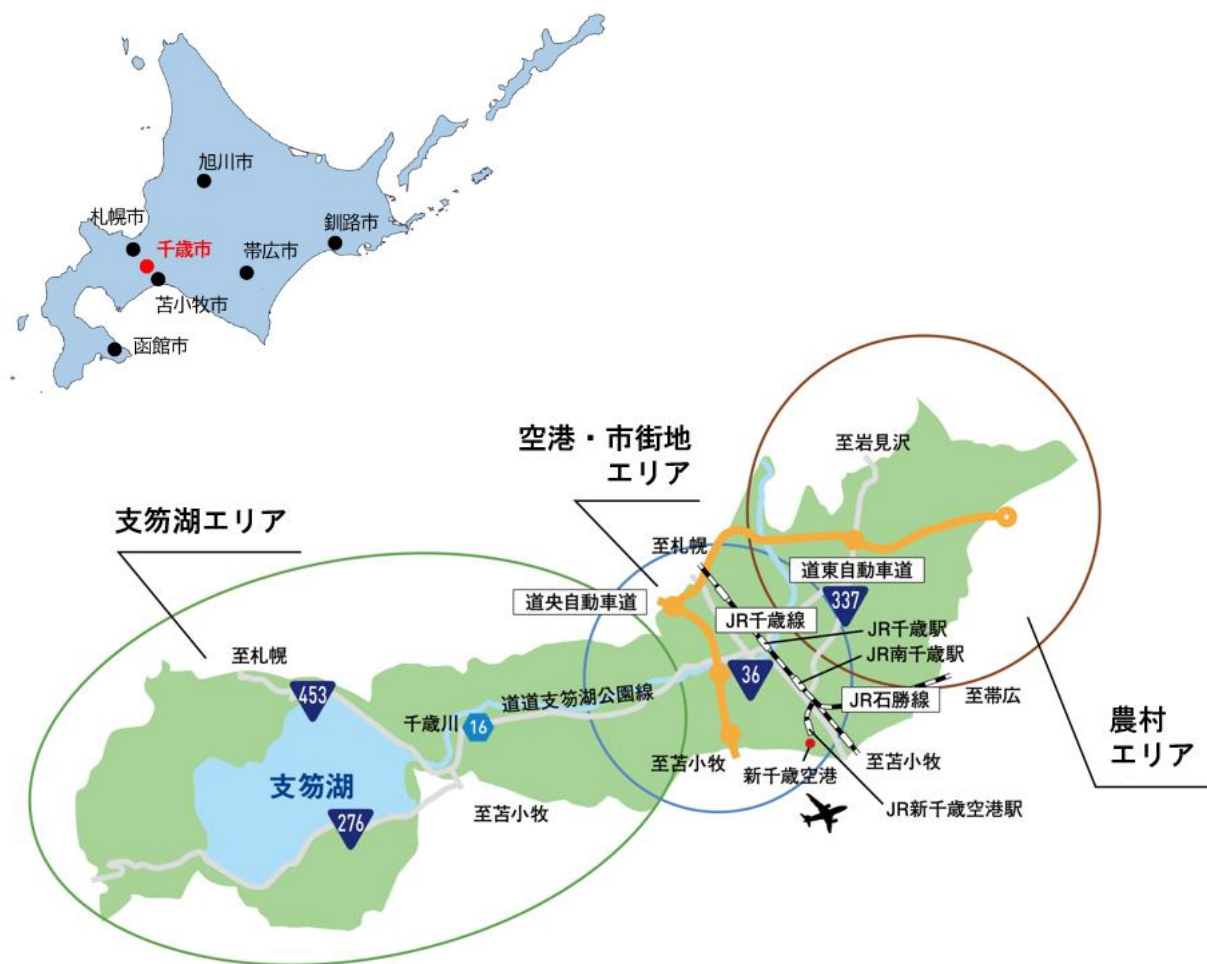 旭川市
札幌市
釧路市
千歳市
帯広市
苫小牧市
函館市
空港・市街地
エリア
至岩見沢
支笏湖エリア
至札幌
道東自動車道
道央自動車道
337
JR千歳線
JR千歳駅
至札幌
JR南千歳駅
36
453
道道支笏湖公園線
JR石勝線
至帯広
千歳川
16
農村
エリア
至苫小牧
至苫小牧
支笏湖
新千歳空港
至苫小牧
JR新千歳空港駅
276